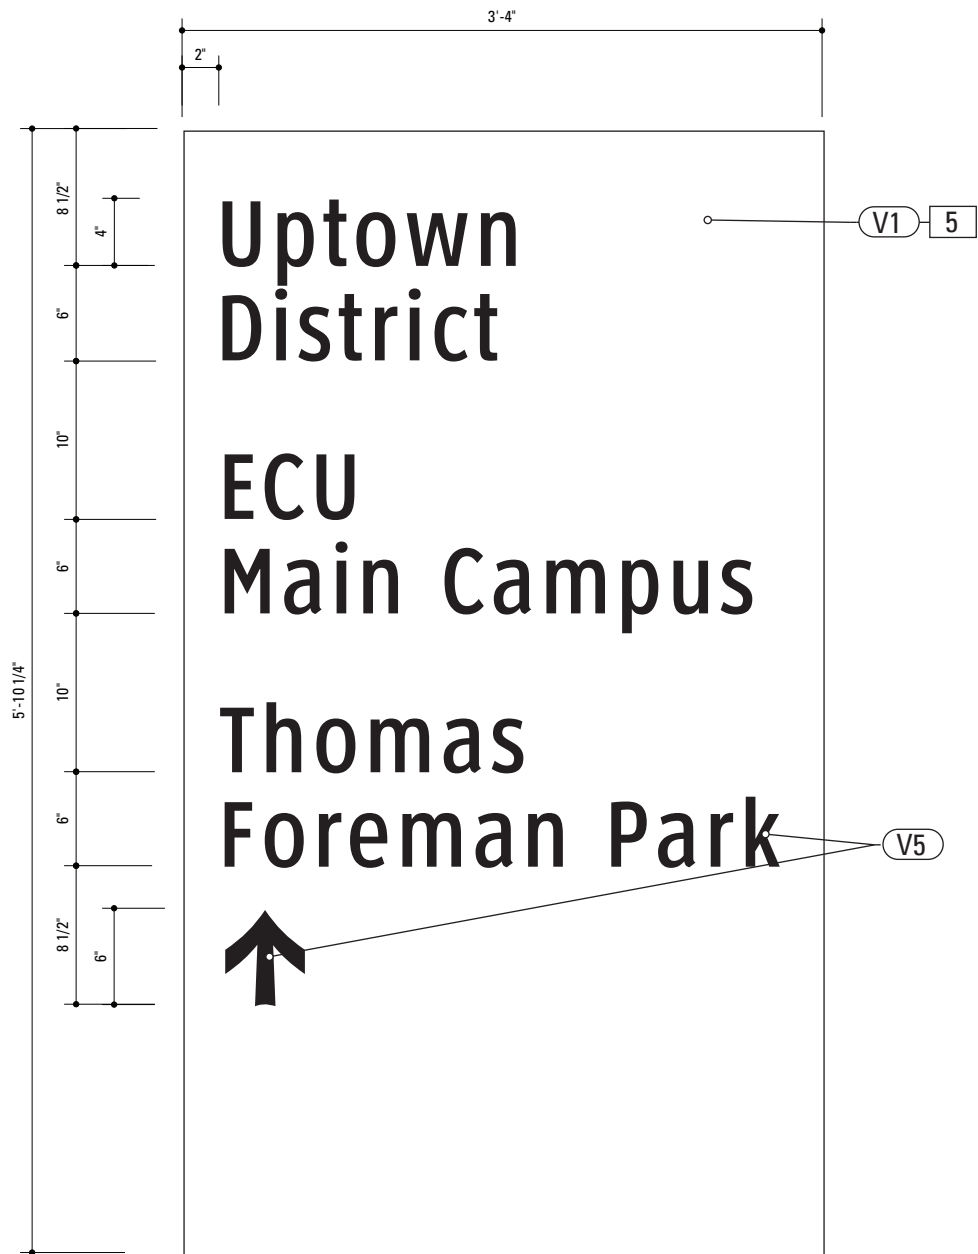 3'-4"
2"
8 1/2"
4"
Uptown
V1
5
6"
District
10"
ECU
6"
Main Campus
5'-10 1/4"
10"
Thomas
6"
Foreman Park
V5
8 1/2"
6"